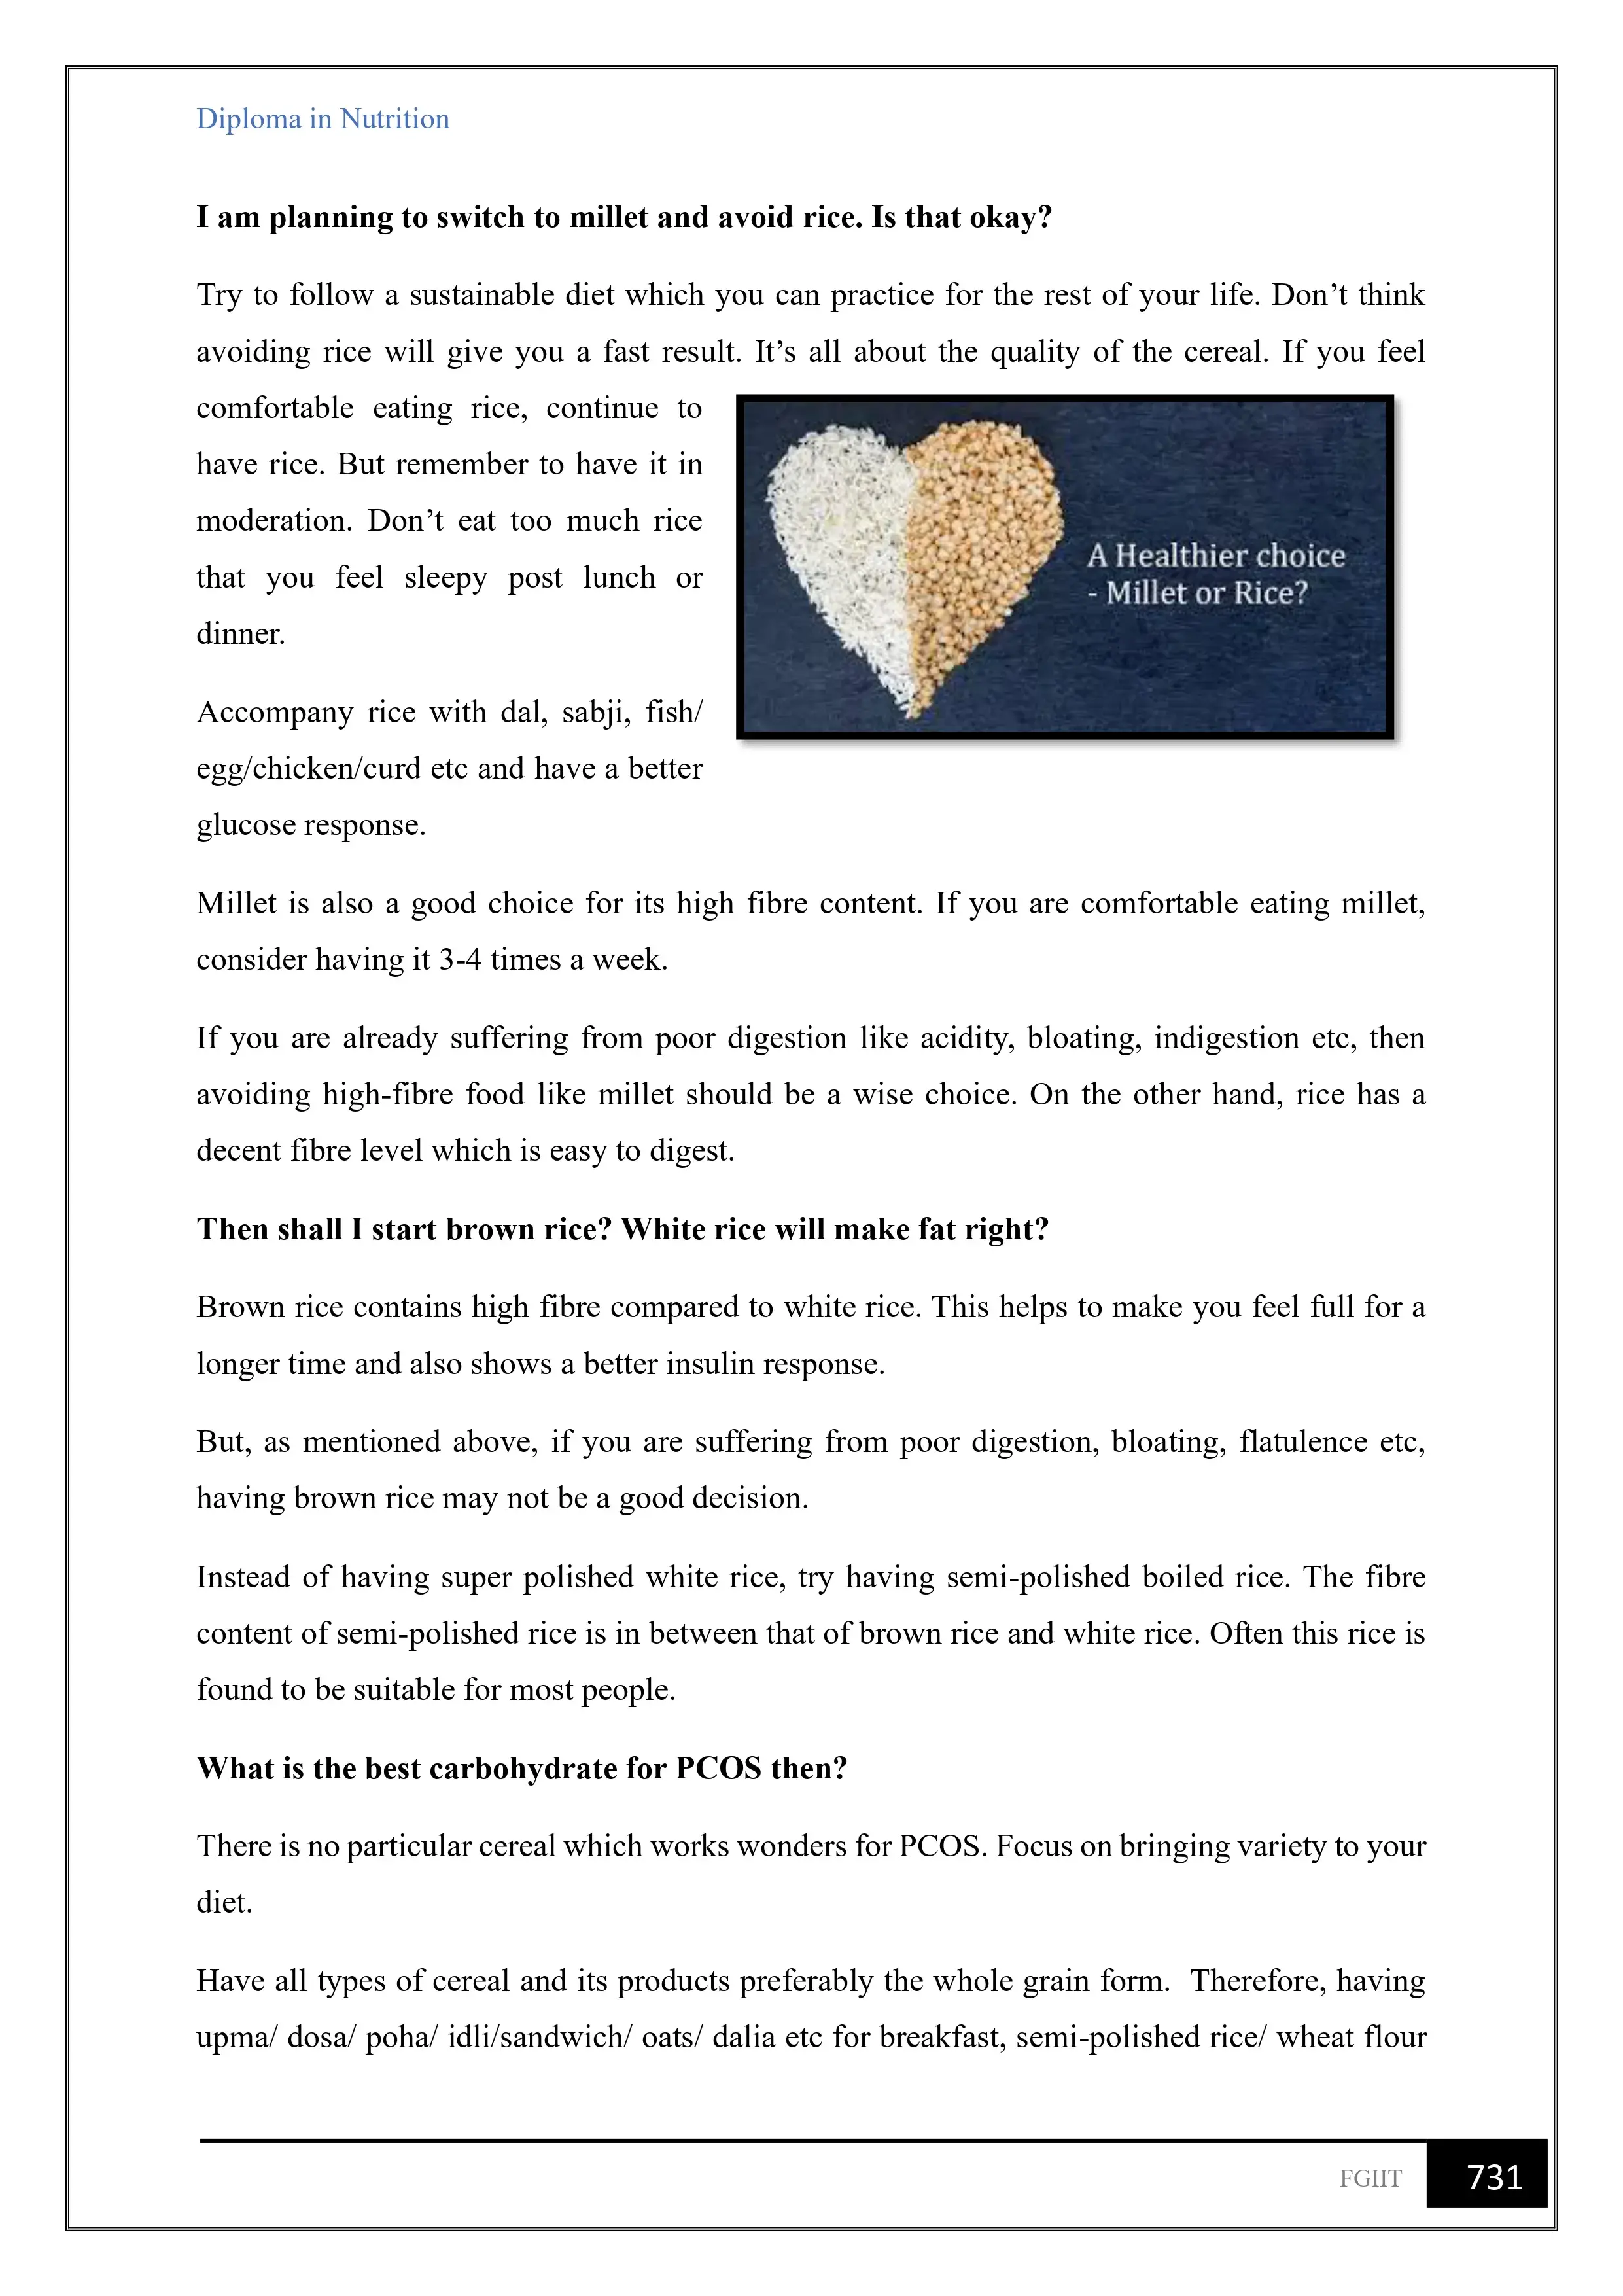 Diploma in Nutrition
I am planning to switch to millet and avoid rice. Is that okay?
Try to follow a sustainable diet which you can practice for the rest of your life. Don’t think
avoiding rice will give you a fast result. It’s all about the quality of the cereal. If you feel
comfortable eating rice, continue to
have rice. But remember to have it in
moderation. Don’t eat too much rice
that you feel sleepy post lunch or
dinner.
A Healthier choice
- Millet or Rice?
Accompany rice with dal, sabji, fish/
egg/chicken/curd etc and have a better
glucose response.
Millet is also a good choice for its high fibre content. If you are comfortable eating millet,
consider having it 3-4 times a week.
If you are already suffering from poor digestion like acidity, bloating, indigestion etc, then
avoiding high-fibre food like millet should be a wise choice. On the other hand, rice has a
decent fibre level which is easy to digest.
Then shall I start brown rice? White rice will make fat right?
Brown rice contains high fibre compared to white rice. This helps to make you feel full for a
longer time and also shows a better insulin response.
But, as mentioned above, if you are suffering from poor digestion, bloating, flatulence etc,
having brown rice may not be a good decision.
Instead of having super polished white rice, try having semi-polished boiled rice. The fibre
content of semi-polished rice is in between that of brown rice and white rice. Often this rice is
found to be suitable for most people.
What is the best carbohydrate for PCOS then?
There is no particular cereal which works wonders for PCOS. Focus on bringing variety to your
diet.
Have all types of cereal and its products preferably the whole grain form.  Therefore, having
upma/ dosa/ poha/ idli/sandwich/ oats/ dalia etc for breakfast, semi-polished rice/ wheat flour
FGIIT 731